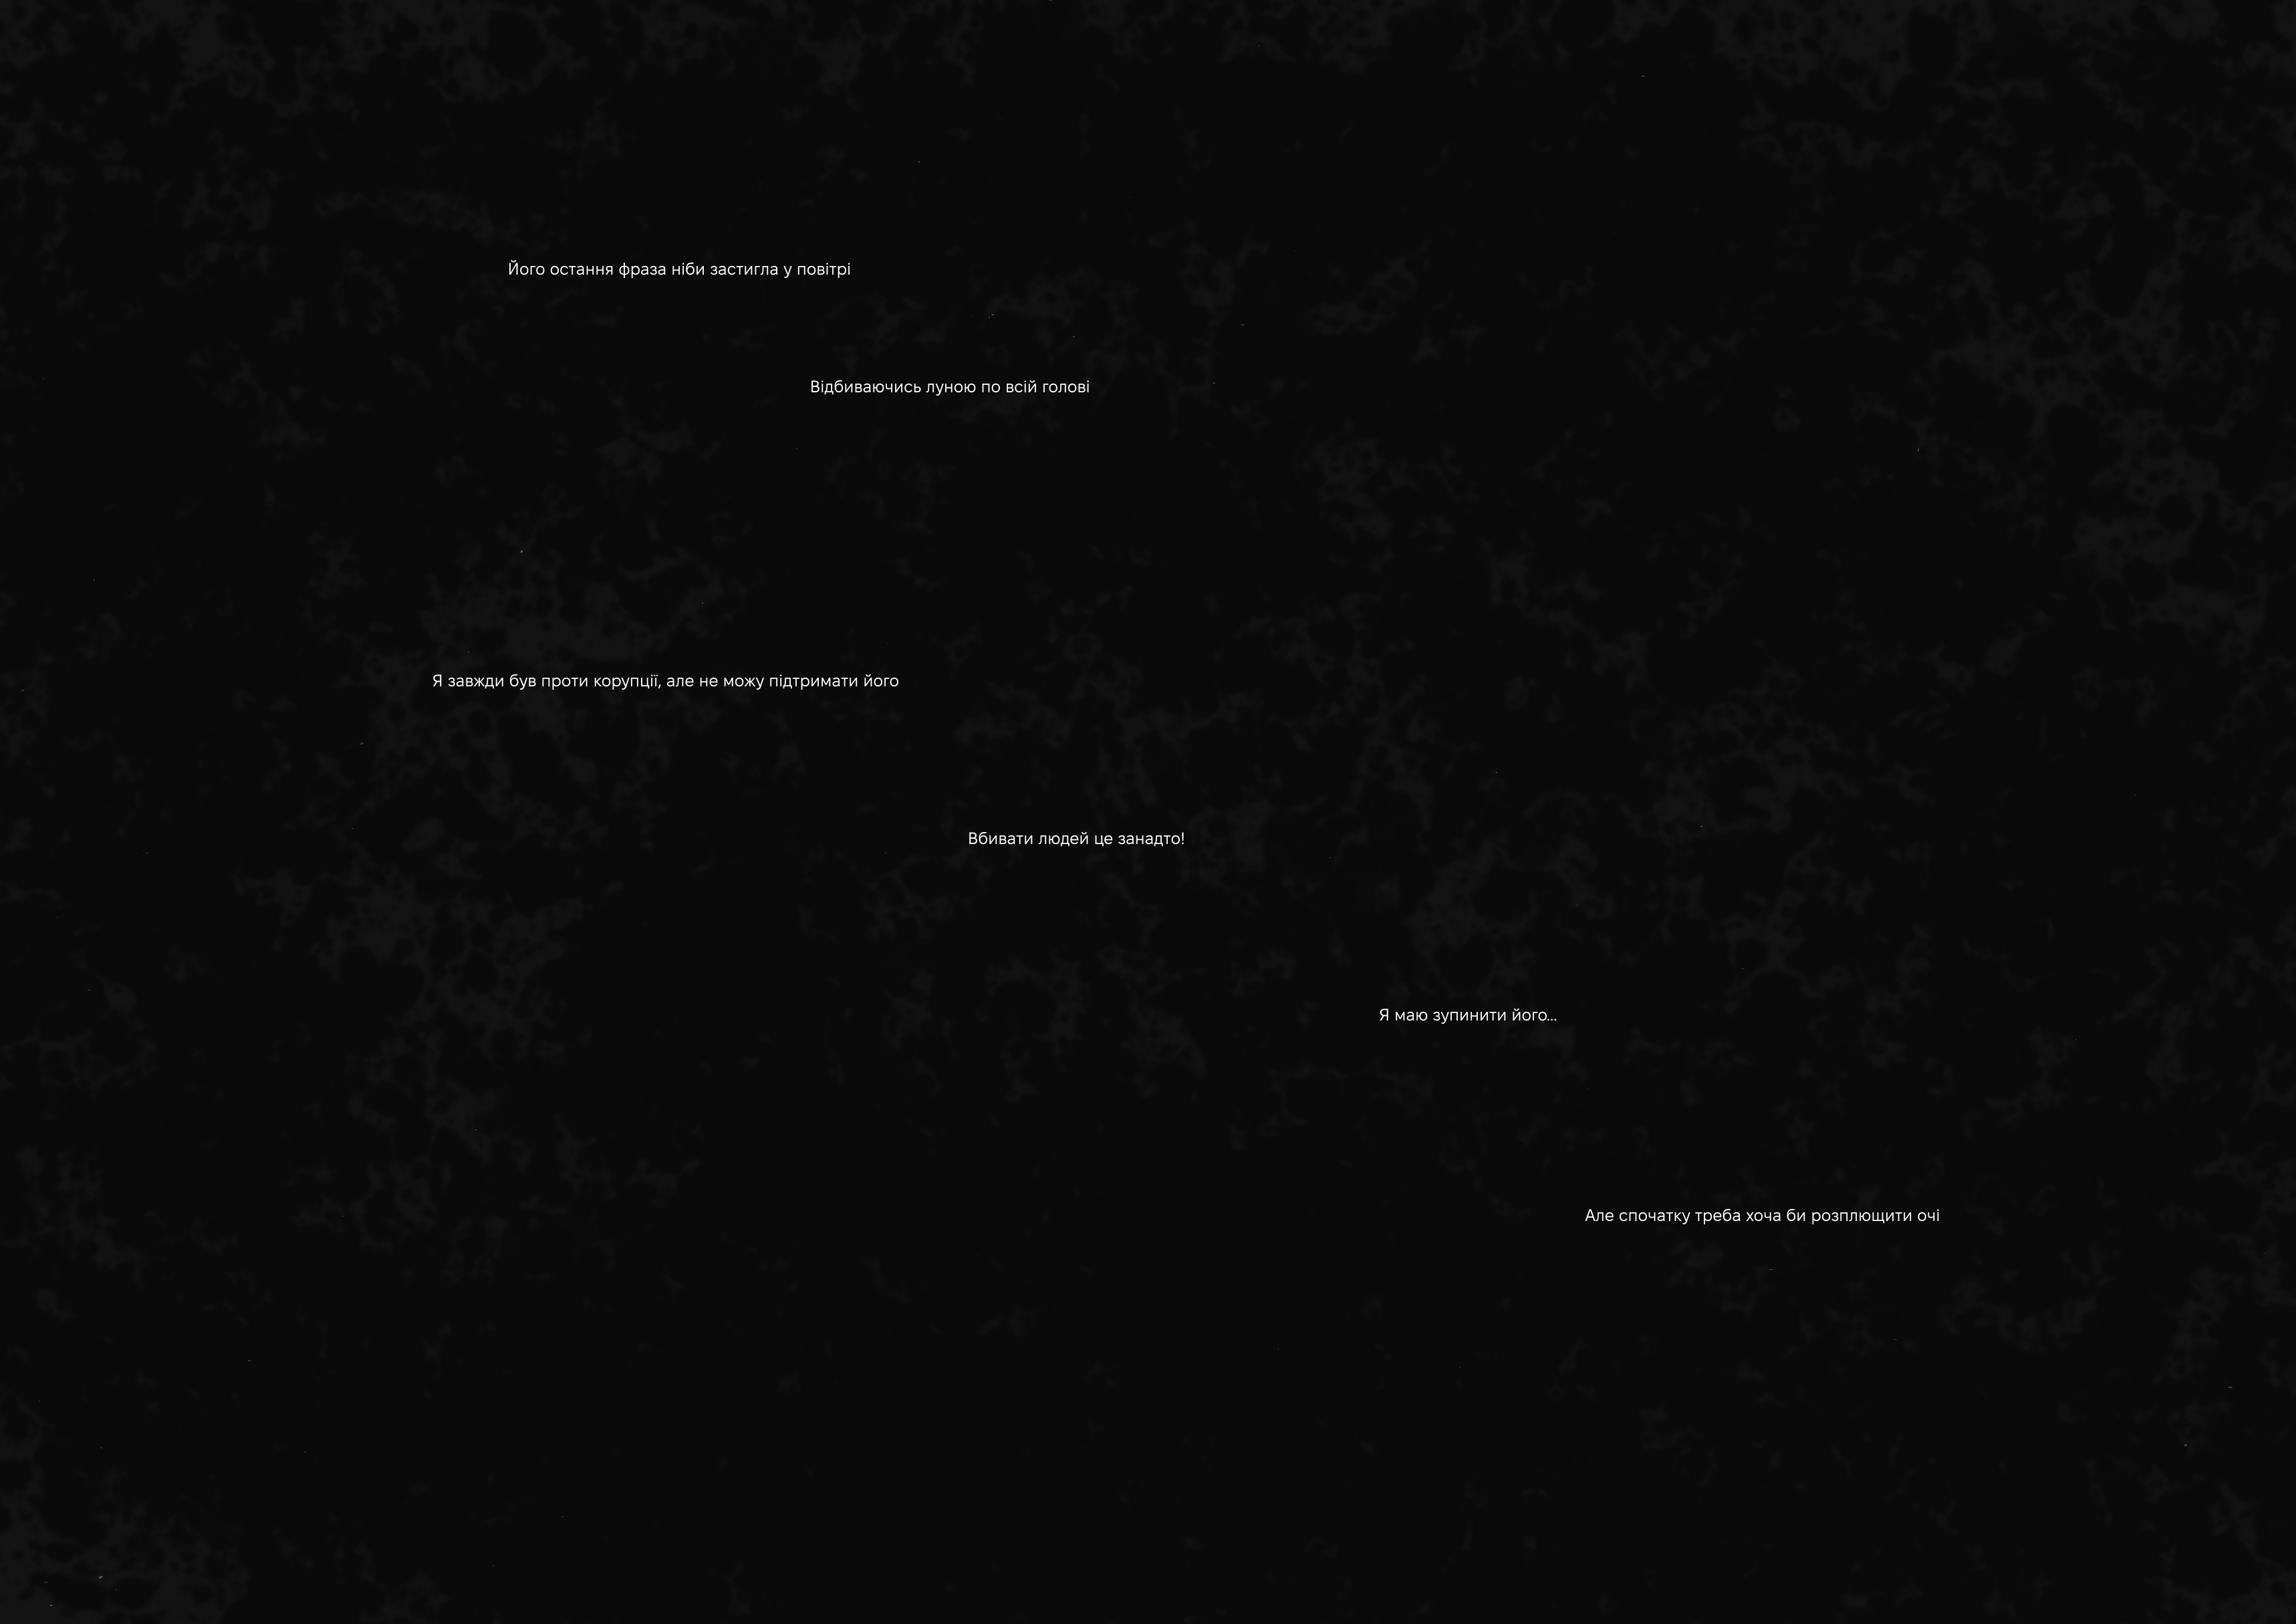 Його остання фраза ніби застигла у повітрі
Відбиваючись луною по всій голові
Я завжди був проти корупції, але не можу підтримати його
Вбивати людей це занадто!
Я маю зупинити його...
Але спочатку треба хоча би розплющити очі